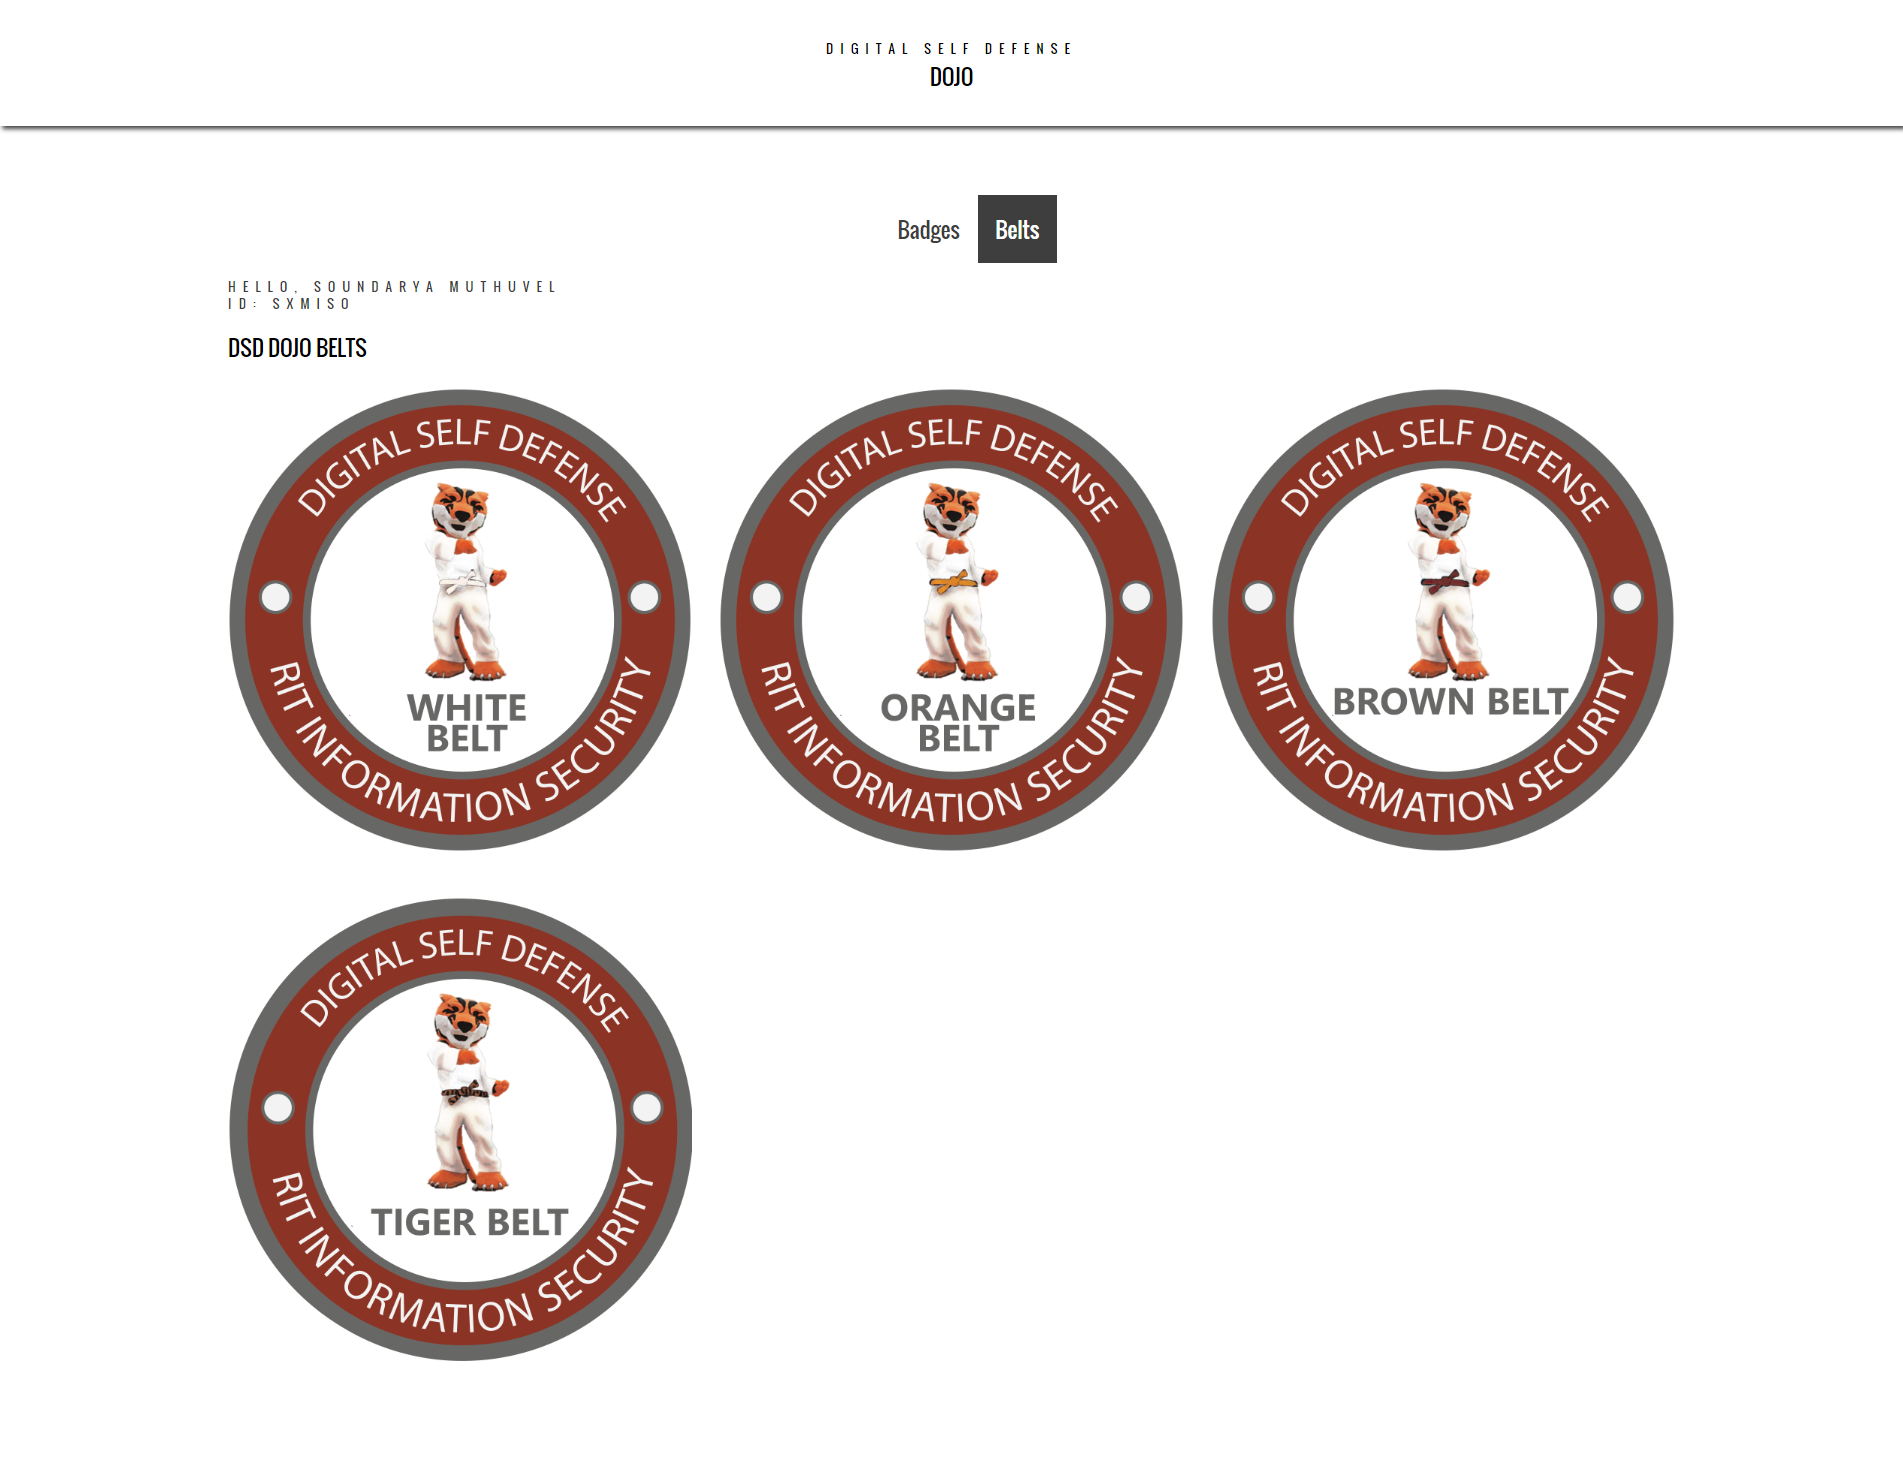 DIGITAL SELF DEFENSE
DOJO
Badges
Belts
HELLO, SOUNDARYA MUTHUVEL
ID: SXMISO
DSD DOJO BELTS
DIGITAL SELF DEFENSE
WHITE
BELT
RIT INFORMATION SECURITY
DIGITAL SELF DEFENSE
ORANGE
BELT
RIT INFORMATION SECURITY
DIGITAL SELF DEFENSE
BROWN BELT
RIT INFORMATION SECURITY
DIGITAL SELF DEFENSE
TIGER BELT
RIT INFORMATION SECURITY